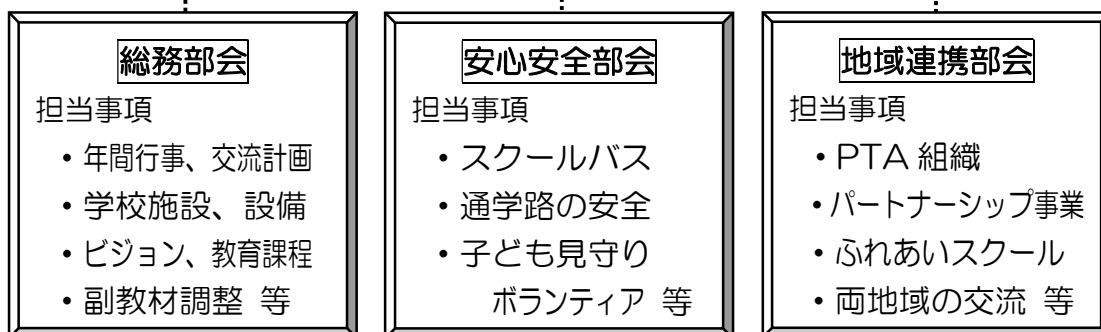 総務部会
担当事項
・年間行事、交流計画
・学校施設、設備
・ビジョン、教育課程
・副教材調整 等
安心安全部会
担当事項
・スクールバス
・通学路の安全
・子ども見守り
ボランティア 等
地域連携部会
担当事項
・PTA 組織
・パートナーシップ事業
・ふれあいスクール
・両地域の交流 等